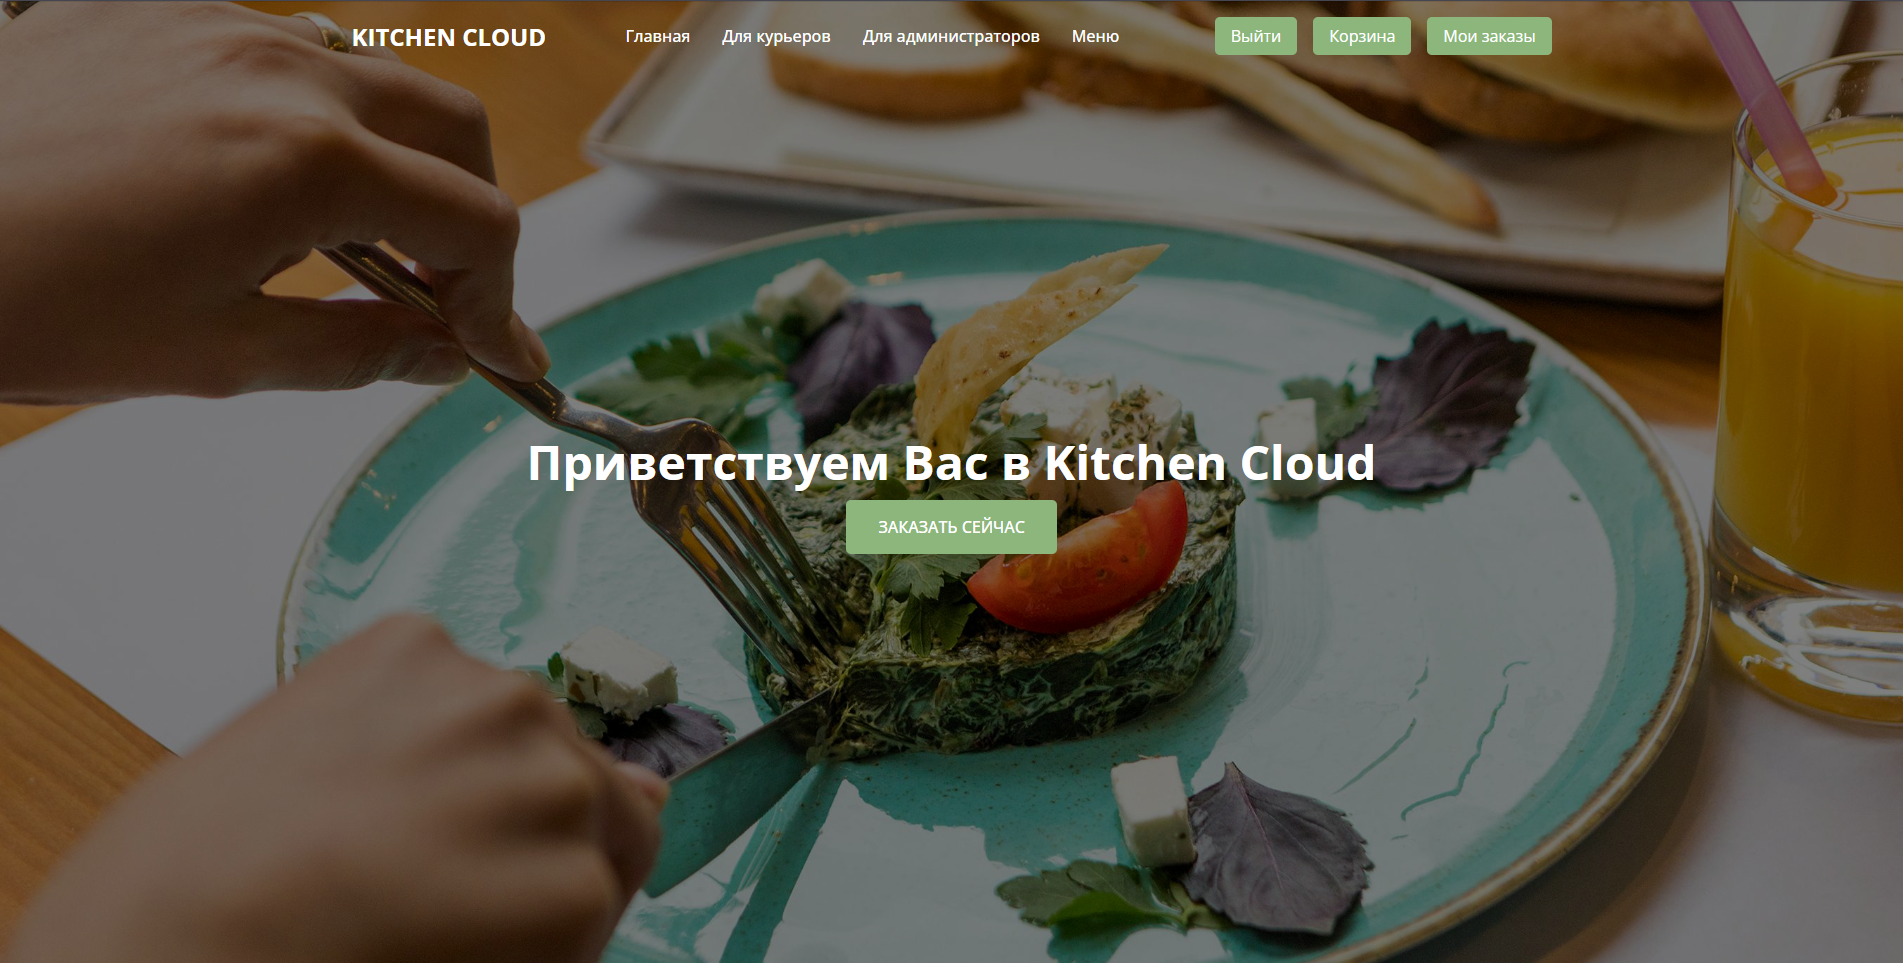 KITCHEN CLOUD Главная Для курьеров Для администраторов Меню Выйти Корзина Мои заказы
Приветствуем Вас в Kitchen Cloud
ЗАКАЗАТЬ СЕЙЧАС